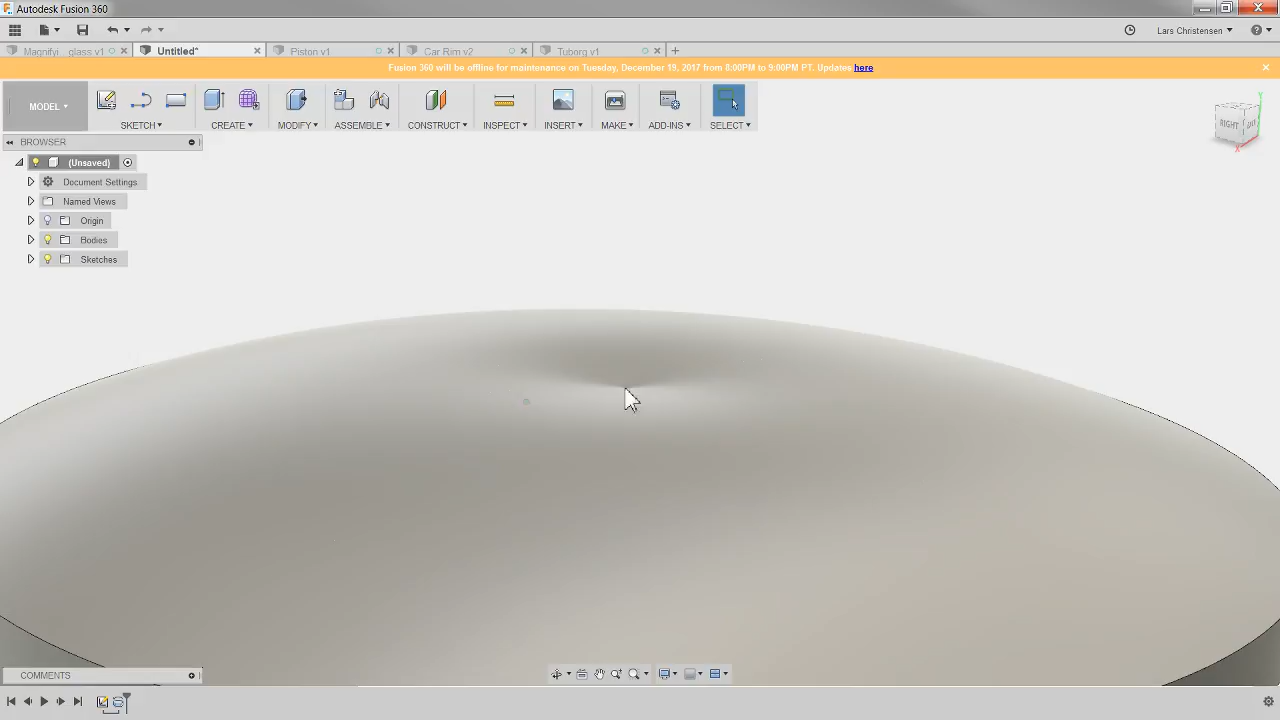 Autodesk Fusion 360
Lars Christensen
Magnifyi... glass v1
Untitled*
Piston v1
Car Rim v2
Tuborg v1
Fusion 360 will be offline for maintenance on Tuesday, December 19, 2017 from 8:00PM to 9:00PM PT. Updates here
MODEL
SKETCH
CREATE
MODIFY
ASSEMBLE
CONSTRUCT
INSPECT
INSERT
MAKE
ADD-INS
SELECT
RIGHT
Y
X
BROWSER
(Unsaved)
Document Settings
Named Views
Origin
Bodies
Sketches
COMMENTS